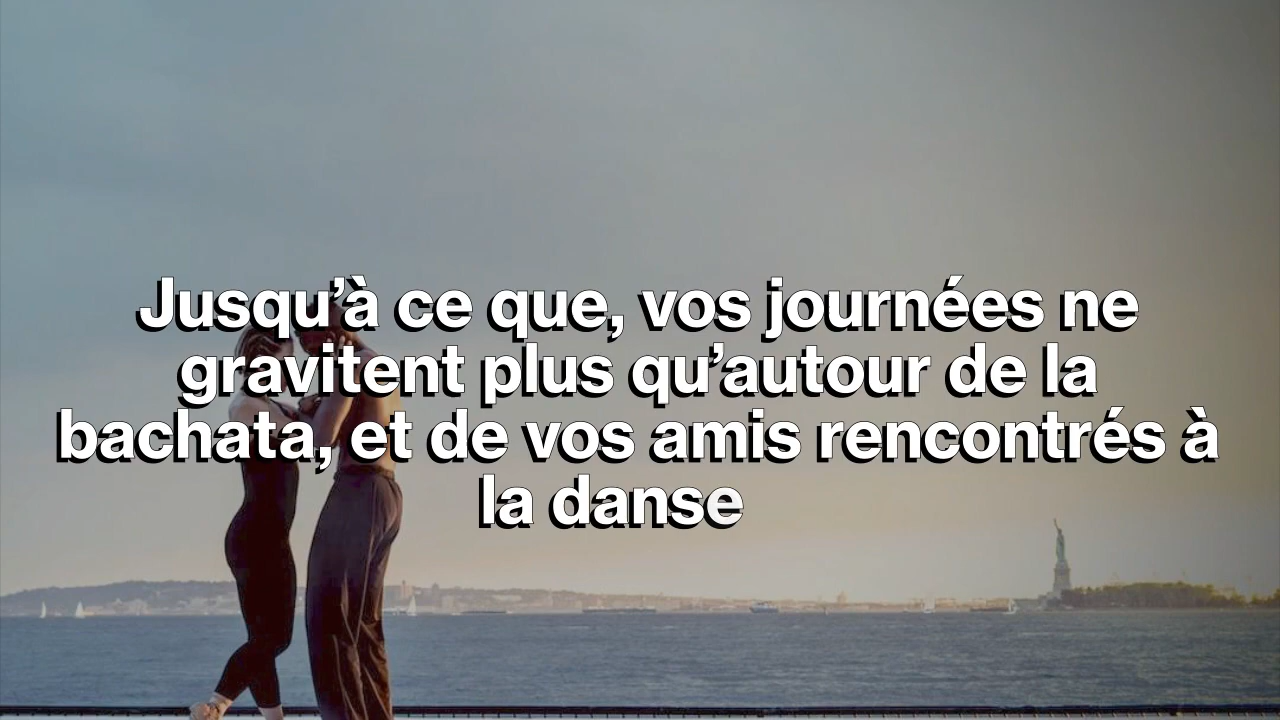 Jusqu’à ce que, vos journées ne
gravitent plus qu’autour de la
bachata, et de vos amis rencontrés à
la danse